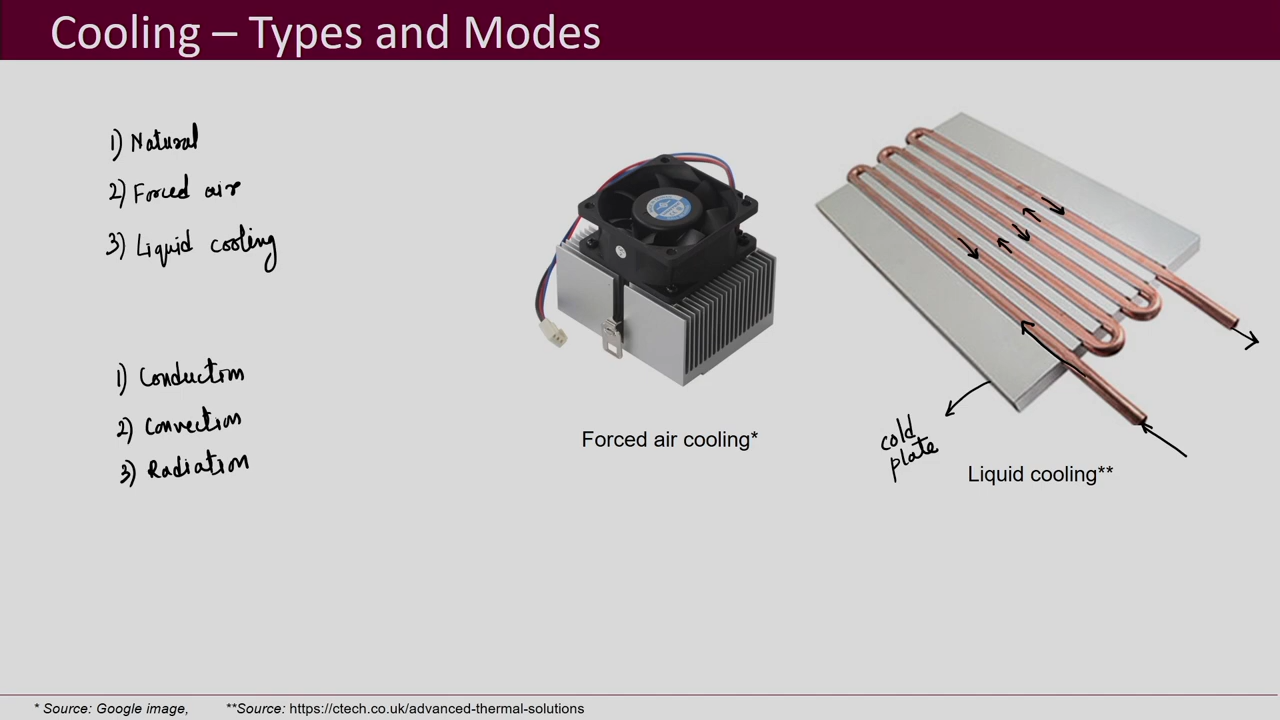 Cooling – Types and Modes
1) Natural
2) Forced air
3) Liquid cooling
1) Conduction
2) Convection
3) Radiation
Forced air cooling*
cold
plate
Liquid cooling**
* Source: Google image, **Source: https://ctech.co.uk/advanced-thermal-solutions